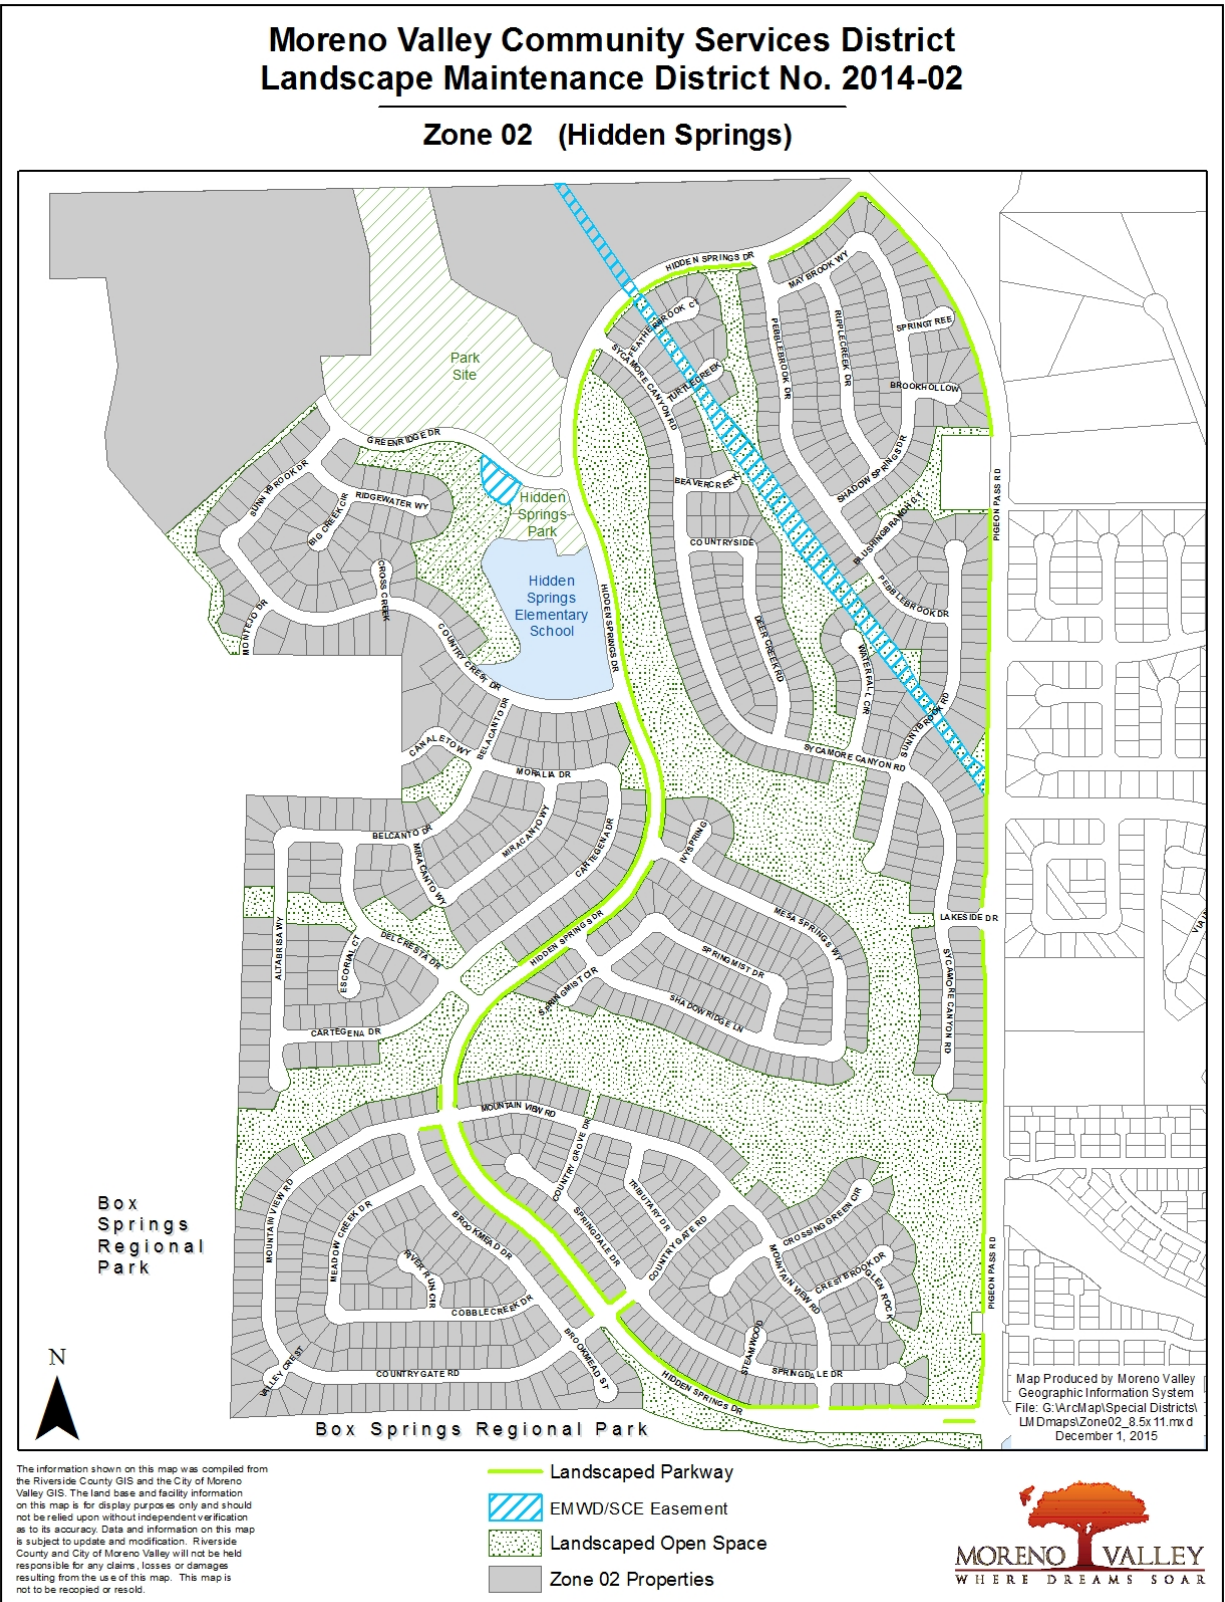 Moreno Valley Community Services District
Landscape Maintenance District No. 2014-02
Zone 02 (Hidden Springs)
HIDDEN SPRINGS DR
MAYBROOK WY
FEATHERBROOK CT
SPRINGTREE
RIPPLECREEK DR
PEBBLEBROOK DR
SYCAMORE CANYON RD
TURTLECREEK
BROOKHOLLOW
Park
Site
GREENRIDGE DR
SHADOW SPRINGS DR
PIGEON PASS RD
SUNNYBROOK DR
RIDGEWATER WY
BIG CREEK CIR
BEAVERCREEK
Hidden
Springs
Park
BLUSHINGBRANCH CT
COUNTRYSIDE
CROSS CREEK
Hidden
Springs
Elementary
School
HIDDEN SPRINGS DR
PEBBLEBROOK DR
MONTEJO DR
COUNTRY CREST DR
DEER CREEK RD
WATERFALL CIR
SUNNYBROOK RD
BELACANTO DR
CANALETO WY
SYCAMORE CANYON RD
MORALIA DR
BELCANTO DR
MIRACANTO WY
MIRACANTO WY
CARTEGENA DR
IVYSPRING
MESA SPRINGS WY
LAKESIDE DR
HIDDEN SPRINGS DR
ALTABRISA WY
ESCORIAL CT
DEL CRESTA DR
SPRINGMIST DR
SPRINGMIST CIR
SHADOWRIDGE LN
SYCAMORE CANYON RD
CARTEGENA DR
MOUNTAIN VIEW RD
COUNTRY GROVE DR
Box
Springs
Regional
Park
MOUNTAIN VIEW RD
MEADOW CREEK DR
BROOKMEAD DR
TRIBUTARY DR
SPRINGDALE DR
COUNTYGATE RD
CROSSING GREEN CIR
MOUNTAIN VIEW RD
CRESTBROOK DR
GLEN ROCK
PIGEON PASS RD
RIVER RUN CIR
COBBLECREEK DR
BROOKMEAD ST
STEAMWOOD
SPRINGDALE DR
VALLEY CREST
COUNTRYGATE RD
HIDDEN SPRINGS DR
N
Box Springs Regional Park
Map Produced by Moreno Valley
Geographic Information System
File: G:\ArcMap\Special Districts\
LMDmaps\Zone02_8.5x11.mxd
December 1, 2015
The information shown on this map was compiled from
the Riverside County GIS and the City of Moreno
Valley GIS. The land base and facility information
on this map is for display purposes only and should
not be relied upon without independent verification
as to its accuracy. Data and information on this map
is subject to update and modification. Riverside
County and City of Moreno Valley will not be held
responsible for any claims, losses or damages
resulting from the use of this map. This map is
not to be recopied or resold.
Landscaped Parkway
EMWD/SCE Easement
Landscaped Open Space
Zone 02 Properties
MORENO VALLEY
WHERE DREAMS SOAR